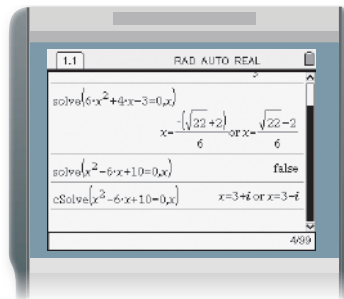 1.1 RAD AUTO REAL
solve(6·x²+4·x−3=0,x)
x=-(√22+2)/6 or x=(√22−2)/6
solve(x²−6·x+10=0,x) false
cSolve(x²−6·x+10=0,x) x=3+i or x=3−i
4/99